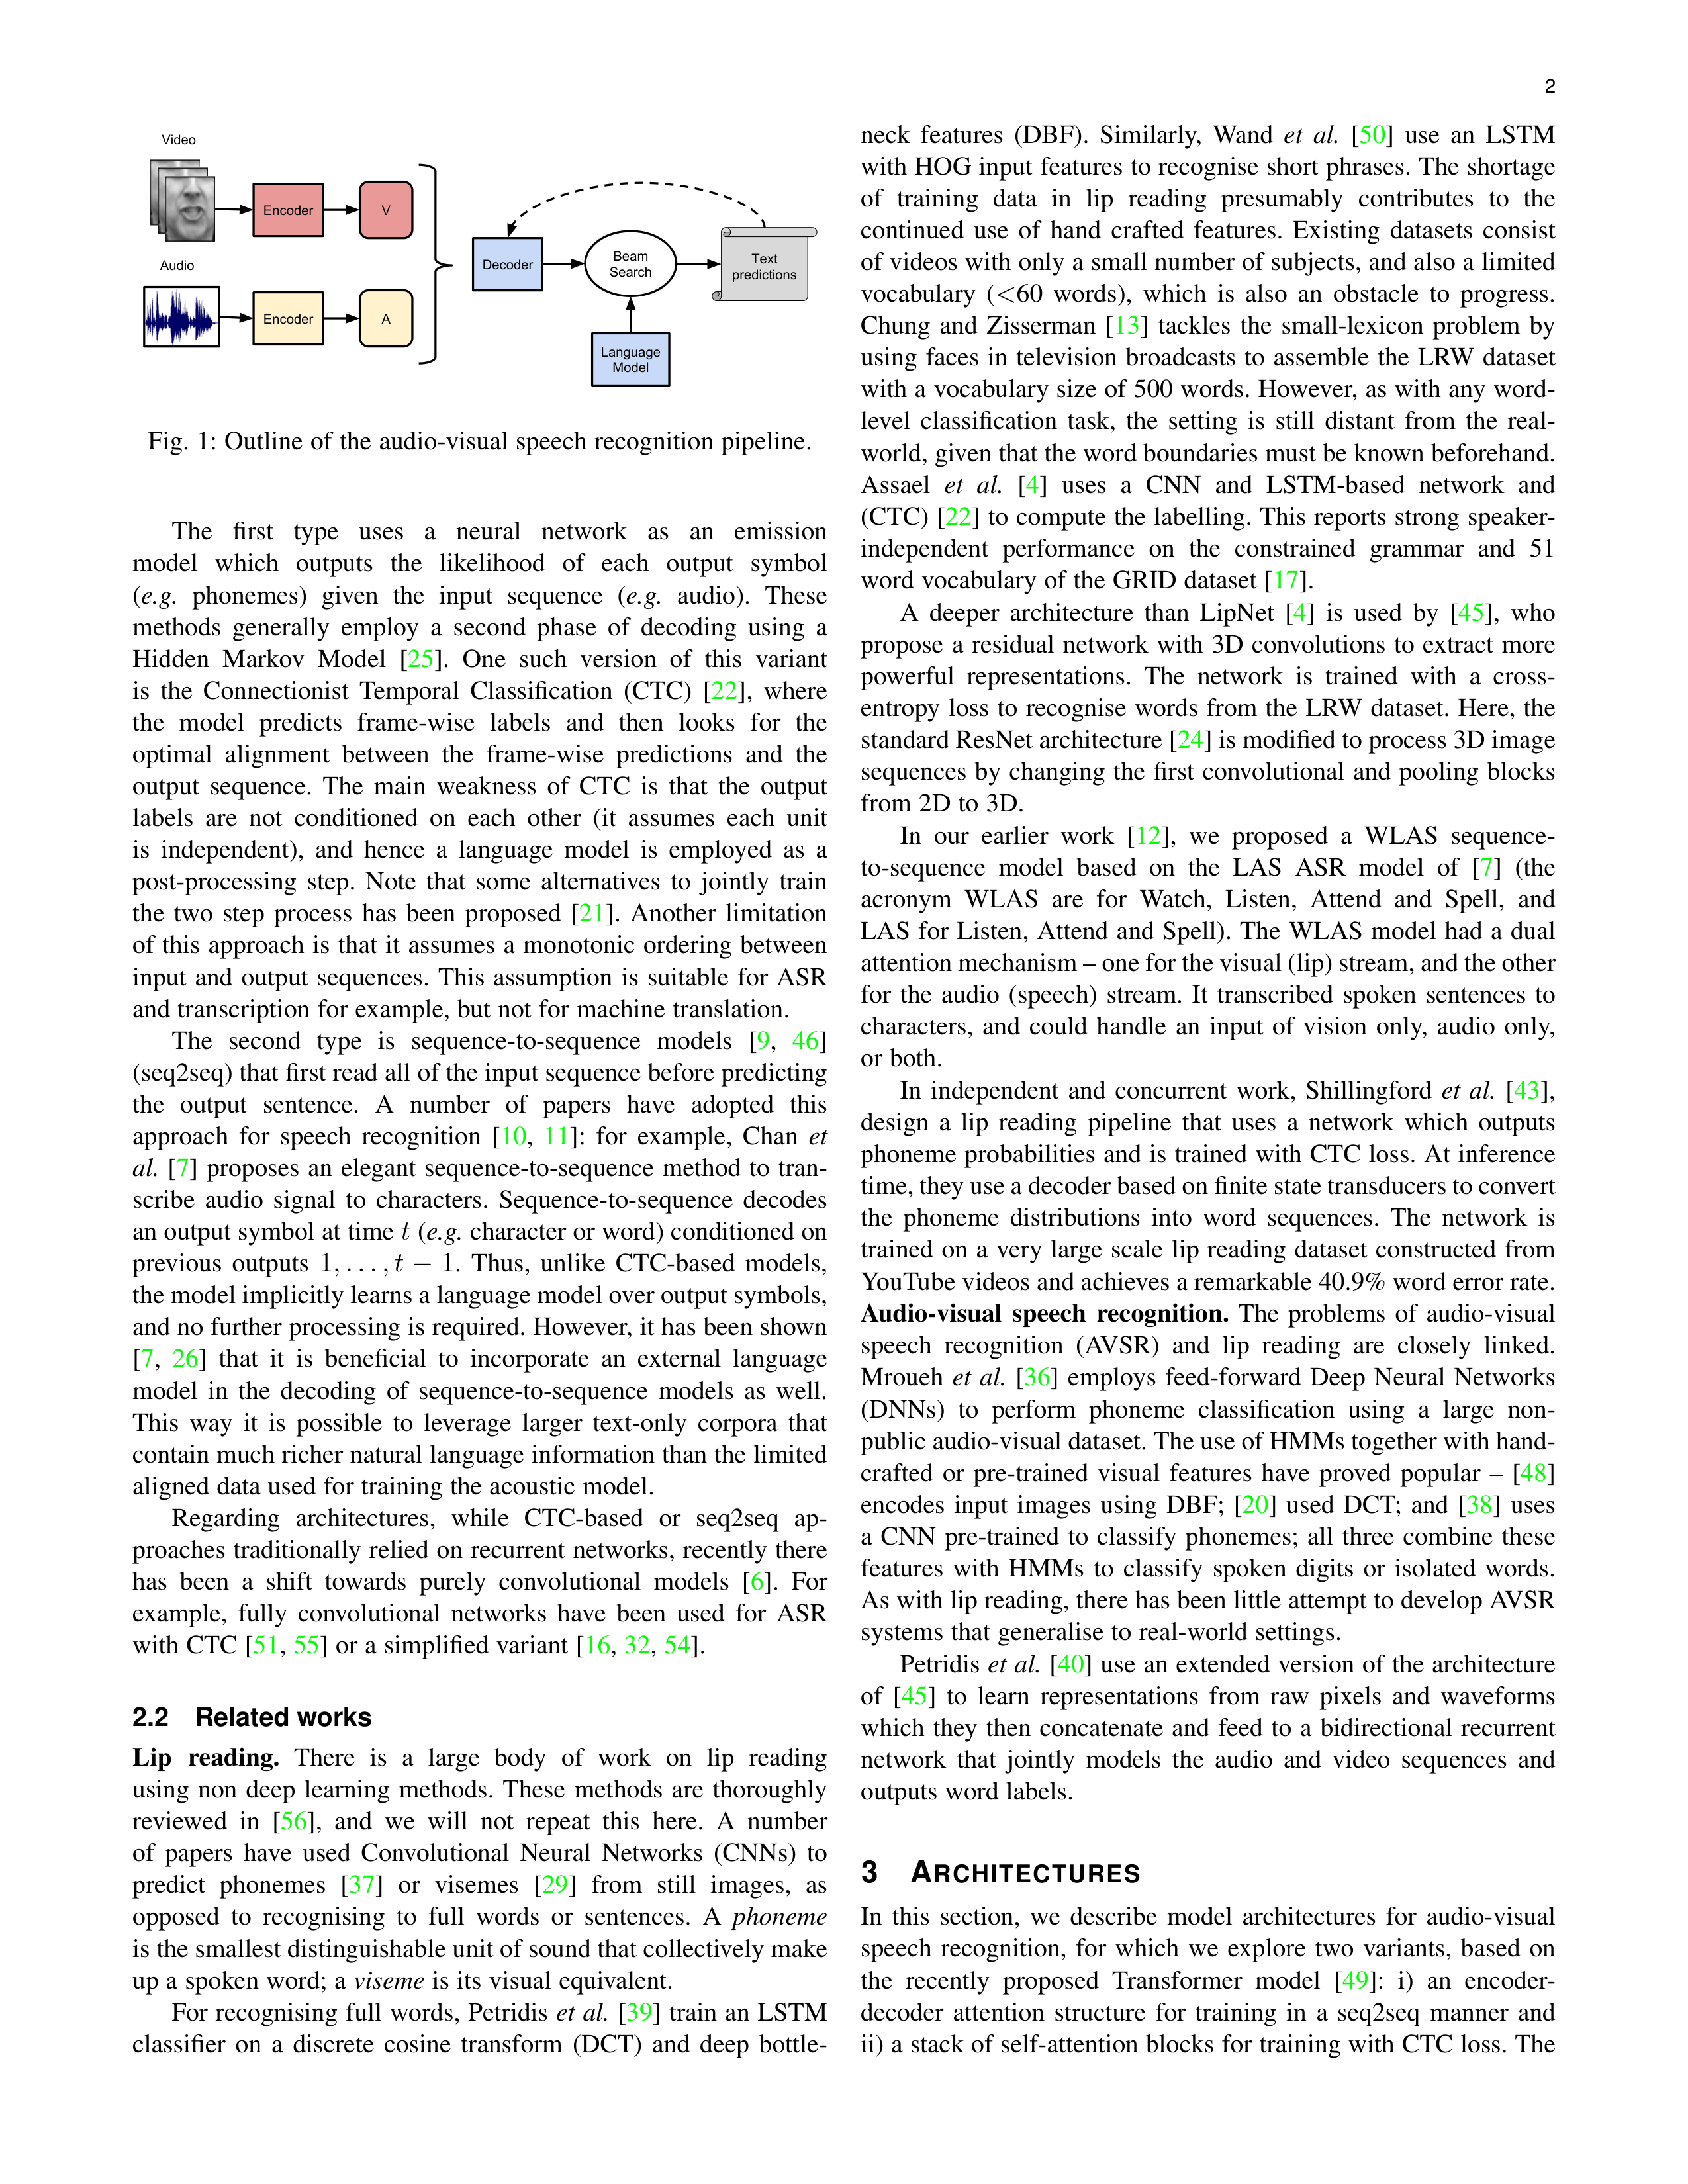 2
Video
Encoder
V
Audio
Encoder
A
Decoder
Beam
Search
Text
predictions
Language
Model
Fig. 1: Outline of the audio-visual speech recognition pipeline.
The first type uses a neural network as an emission
model which outputs the likelihood of each output symbol
(e.g. phonemes) given the input sequence (e.g. audio). These
methods generally employ a second phase of decoding using a
Hidden Markov Model [25]. One such version of this variant
is the Connectionist Temporal Classification (CTC) [22], where
the model predicts frame-wise labels and then looks for the
optimal alignment between the frame-wise predictions and the
output sequence. The main weakness of CTC is that the output
labels are not conditioned on each other (it assumes each unit
is independent), and hence a language model is employed as a
post-processing step. Note that some alternatives to jointly train
the two step process has been proposed [21]. Another limitation
of this approach is that it assumes a monotonic ordering between
input and output sequences. This assumption is suitable for ASR
and transcription for example, but not for machine translation.
The second type is sequence-to-sequence models [9, 46]
(seq2seq) that first read all of the input sequence before predicting
the output sentence. A number of papers have adopted this
approach for speech recognition [10, 11]: for example, Chan et
al. [7] proposes an elegant sequence-to-sequence method to tran-
scribe audio signal to characters. Sequence-to-sequence decodes
an output symbol at time t (e.g. character or word) conditioned on
previous outputs 1, . . . , t − 1. Thus, unlike CTC-based models,
the model implicitly learns a language model over output symbols,
and no further processing is required. However, it has been shown
[7, 26] that it is beneficial to incorporate an external language
model in the decoding of sequence-to-sequence models as well.
This way it is possible to leverage larger text-only corpora that
contain much richer natural language information than the limited
aligned data used for training the acoustic model.
Regarding architectures, while CTC-based or seq2seq ap-
proaches traditionally relied on recurrent networks, recently there
has been a shift towards purely convolutional models [6]. For
example, fully convolutional networks have been used for ASR
with CTC [51, 55] or a simplified variant [16, 32, 54].
2.2 Related works
Lip reading. There is a large body of work on lip reading
using non deep learning methods. These methods are thoroughly
reviewed in [56], and we will not repeat this here. A number
of papers have used Convolutional Neural Networks (CNNs) to
predict phonemes [37] or visemes [29] from still images, as
opposed to recognising to full words or sentences. A phoneme
is the smallest distinguishable unit of sound that collectively make
up a spoken word; a viseme is its visual equivalent.
For recognising full words, Petridis et al. [39] train an LSTM
classifier on a discrete cosine transform (DCT) and deep bottle-
neck features (DBF). Similarly, Wand et al. [50] use an LSTM
with HOG input features to recognise short phrases. The shortage
of training data in lip reading presumably contributes to the
continued use of hand crafted features. Existing datasets consist
of videos with only a small number of subjects, and also a limited
vocabulary (<60 words), which is also an obstacle to progress.
Chung and Zisserman [13] tackles the small-lexicon problem by
using faces in television broadcasts to assemble the LRW dataset
with a vocabulary size of 500 words. However, as with any word-
level classification task, the setting is still distant from the real-
world, given that the word boundaries must be known beforehand.
Assael et al. [4] uses a CNN and LSTM-based network and
(CTC) [22] to compute the labelling. This reports strong speaker-
independent performance on the constrained grammar and 51
word vocabulary of the GRID dataset [17].
A deeper architecture than LipNet [4] is used by [45], who
propose a residual network with 3D convolutions to extract more
powerful representations. The network is trained with a cross-
entropy loss to recognise words from the LRW dataset. Here, the
standard ResNet architecture [24] is modified to process 3D image
sequences by changing the first convolutional and pooling blocks
from 2D to 3D.
In our earlier work [12], we proposed a WLAS sequence-
to-sequence model based on the LAS ASR model of [7] (the
acronym WLAS are for Watch, Listen, Attend and Spell, and
LAS for Listen, Attend and Spell). The WLAS model had a dual
attention mechanism – one for the visual (lip) stream, and the other
for the audio (speech) stream. It transcribed spoken sentences to
characters, and could handle an input of vision only, audio only,
or both.
In independent and concurrent work, Shillingford et al. [43],
design a lip reading pipeline that uses a network which outputs
phoneme probabilities and is trained with CTC loss. At inference
time, they use a decoder based on finite state transducers to convert
the phoneme distributions into word sequences. The network is
trained on a very large scale lip reading dataset constructed from
YouTube videos and achieves a remarkable 40.9% word error rate.
Audio-visual speech recognition. The problems of audio-visual
speech recognition (AVSR) and lip reading are closely linked.
Mroueh et al. [36] employs feed-forward Deep Neural Networks
(DNNs) to perform phoneme classification using a large non-
public audio-visual dataset. The use of HMMs together with hand-
crafted or pre-trained visual features have proved popular – [48]
encodes input images using DBF; [20] used DCT; and [38] uses
a CNN pre-trained to classify phonemes; all three combine these
features with HMMs to classify spoken digits or isolated words.
As with lip reading, there has been little attempt to develop AVSR
systems that generalise to real-world settings.
Petridis et al. [40] use an extended version of the architecture
of [45] to learn representations from raw pixels and waveforms
which they then concatenate and feed to a bidirectional recurrent
network that jointly models the audio and video sequences and
outputs word labels.
3 ARCHITECTURES
In this section, we describe model architectures for audio-visual
speech recognition, for which we explore two variants, based on
the recently proposed Transformer model [49]: i) an encoder-
decoder attention structure for training in a seq2seq manner and
ii) a stack of self-attention blocks for training with CTC loss. The